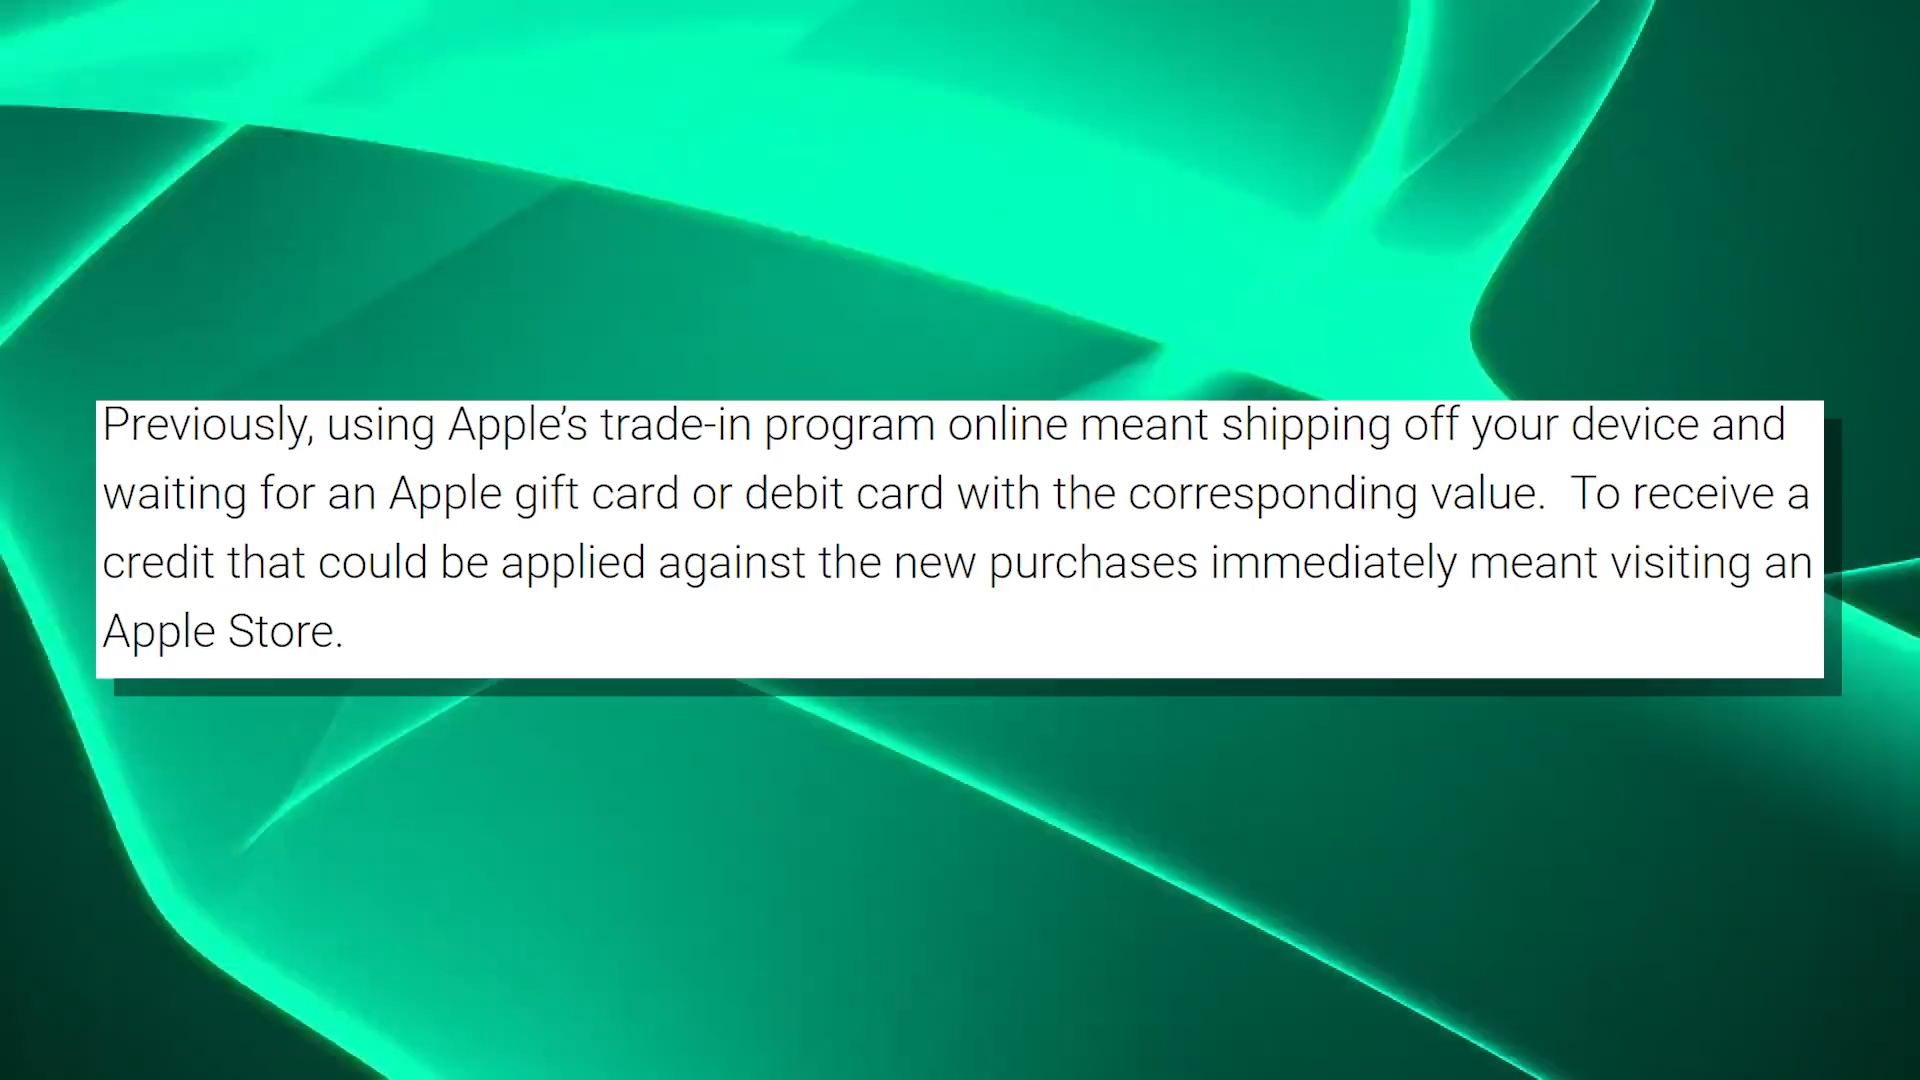 Previously, using Apple’s trade-in program online meant shipping off your device and
waiting for an Apple gift card or debit card with the corresponding value.  To receive a
credit that could be applied against the new purchases immediately meant visiting an
Apple Store.